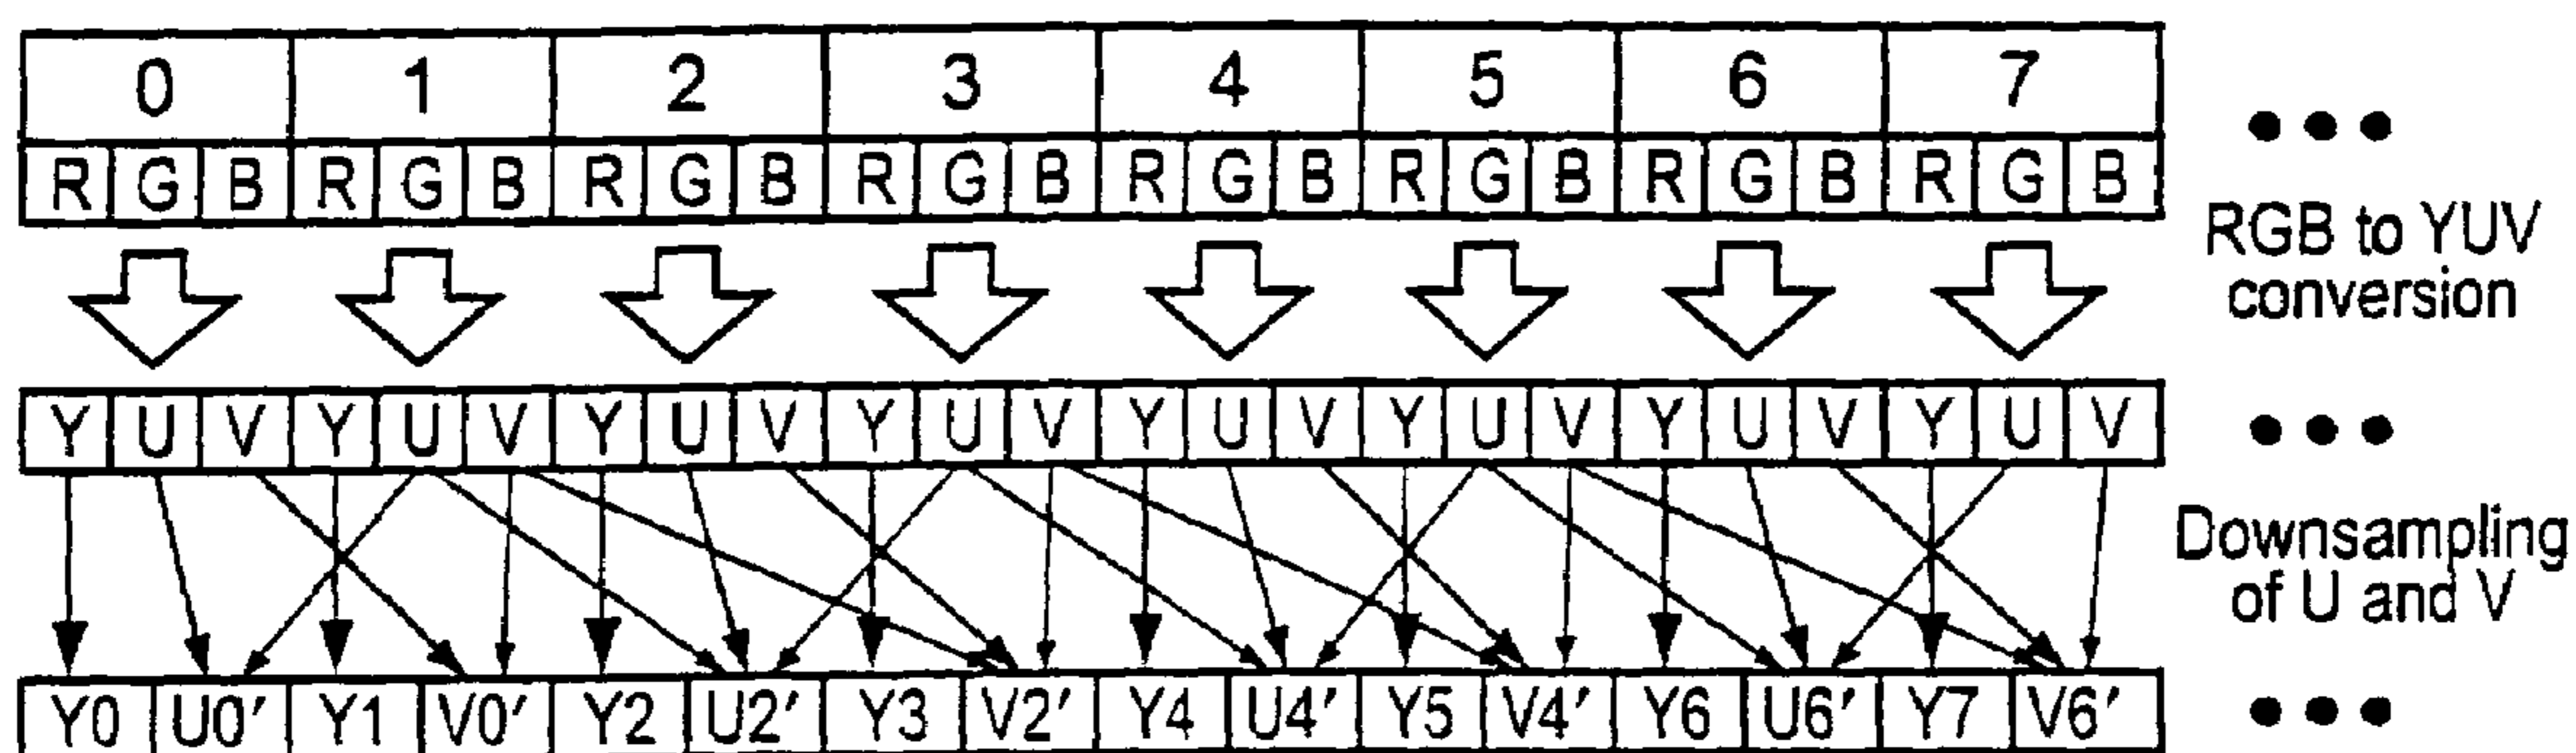 0 1 2 3 4 5 6 7
R G B R G B R G B R G B R G B R G B R G B R G B
RGB to YUV
conversion
Y U V Y U V Y U V Y U V Y U V Y U V Y U V Y U V
Downsampling
of U and V
Y0 U0′ Y1 V0′ Y2 U2′ Y3 V2′ Y4 U4′ Y5 V4′ Y6 U6′ Y7 V6′